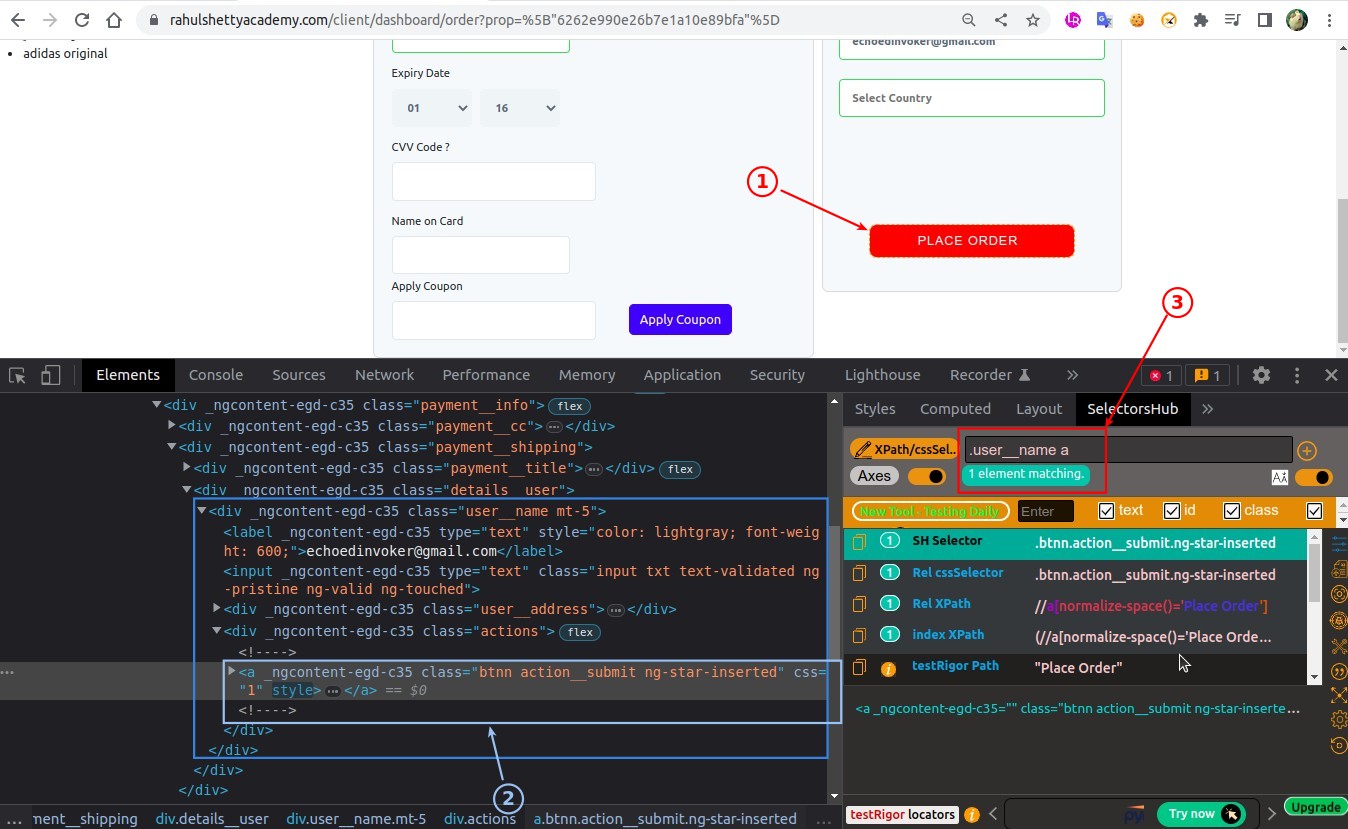 rahulshettyacademy.com/client/dashboard/order?prop=%5B"6262e990e26b7e1a10e89bfa"%5D
adidas original
echoedinvoker@gmail.com
Expiry Date
01 16
Select Country
CVV Code ?
1
Name on Card
PLACE ORDER
Apply Coupon
Apply Coupon
3
Elements Console Sources Network Performance Memory Application Security Lighthouse Recorder 1 1
<div _ngcontent-egd-c35 class="payment__info"> flex
<div _ngcontent-egd-c35 class="payment__cc"> … </div>
<div _ngcontent-egd-c35 class="payment__shipping">
<div _ngcontent-egd-c35 class="payment__title"> … </div> flex
<div _ngcontent-egd-c35 class="details__user">
<div _ngcontent-egd-c35 class="user__name mt-5">
<label _ngcontent-egd-c35 type="text" style="color: lightgray; font-weig
ht: 600;">echoedinvoker@gmail.com</label>
<input _ngcontent-egd-c35 type="text" class="input txt text-validated ng
-pristine ng-valid ng-touched">
<div _ngcontent-egd-c35 class="user__address"> … </div>
<div _ngcontent-egd-c35 class="actions"> flex
<!---->
<a _ngcontent-egd-c35 class="btnn action__submit ng-star-inserted" css=
"1" style> … </a> == $0
<!---->
</div>
</div>
</div>
</div>
2
... ment__shipping div.details__user div.user__name.mt-5 div.actions a.btnn.action__submit.ng-star-inserted ...
Styles Computed Layout SelectorsHub
XPath/cssSel.. .user__name a
Axes 1 element matching.
New Tool - Testing Daily Enter text id class
1 SH Selector .btnn.action__submit.ng-star-inserted
1 Rel cssSelector .btnn.action__submit.ng-star-inserted
1 Rel XPath //a[normalize-space()='Place Order']
1 index XPath (//a[normalize-space()='Place Orde...
testRigor Path "Place Order"
<a _ngcontent-egd-c35="" class="btnn action__submit ng-star-inserte...
testRigor locators Try now Upgrade